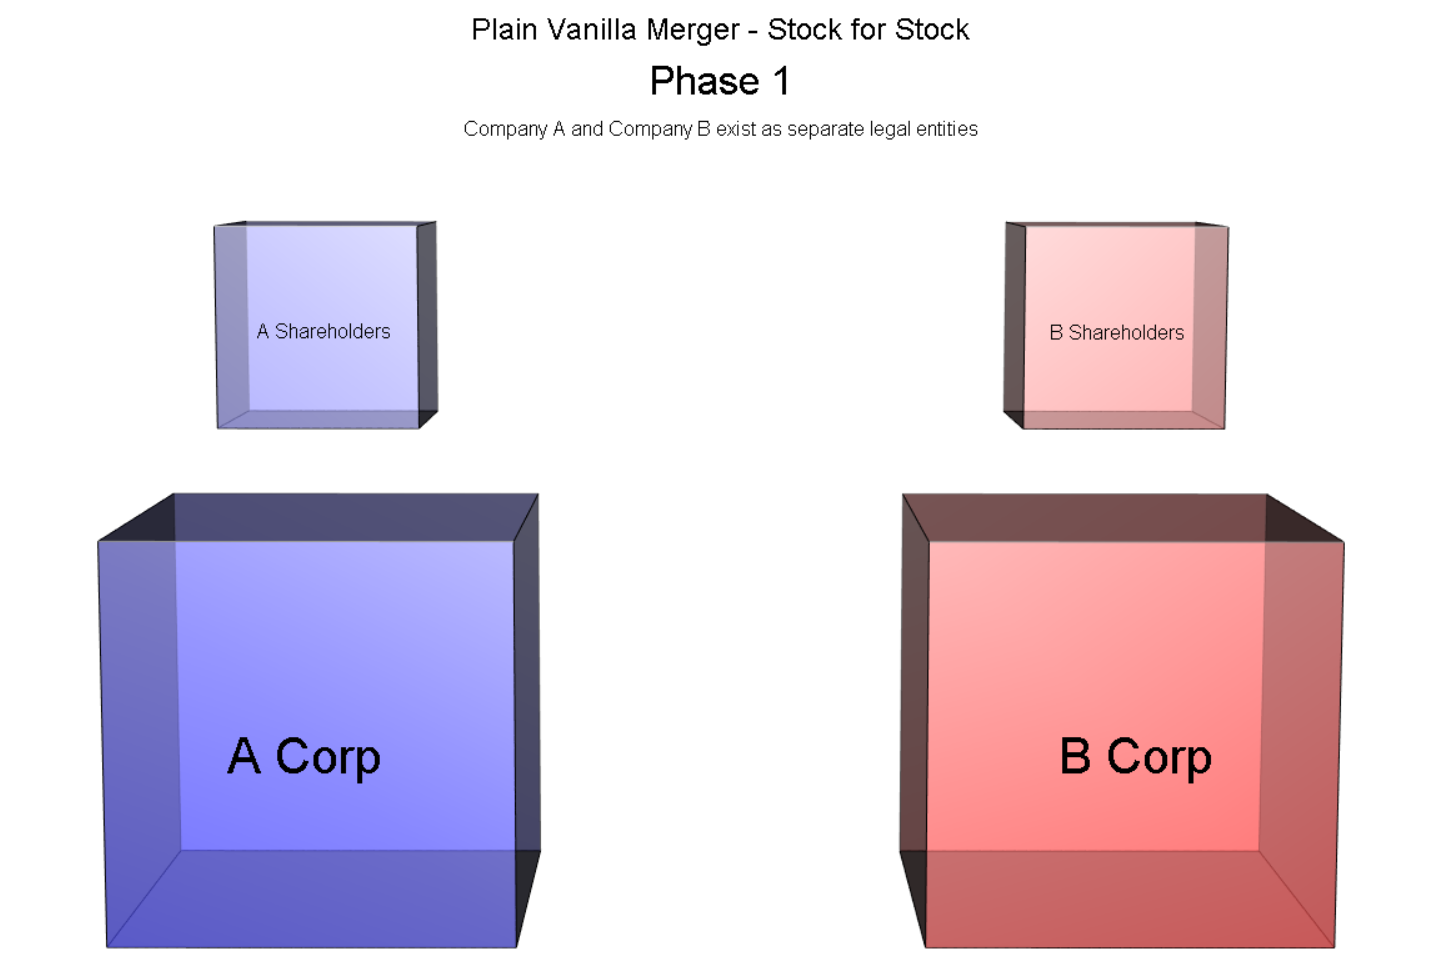 Plain Vanilla Merger - Stock for Stock
Phase 1
Company A and Company B exist as separate legal entities
A Shareholders
B Shareholders
A Corp
B Corp